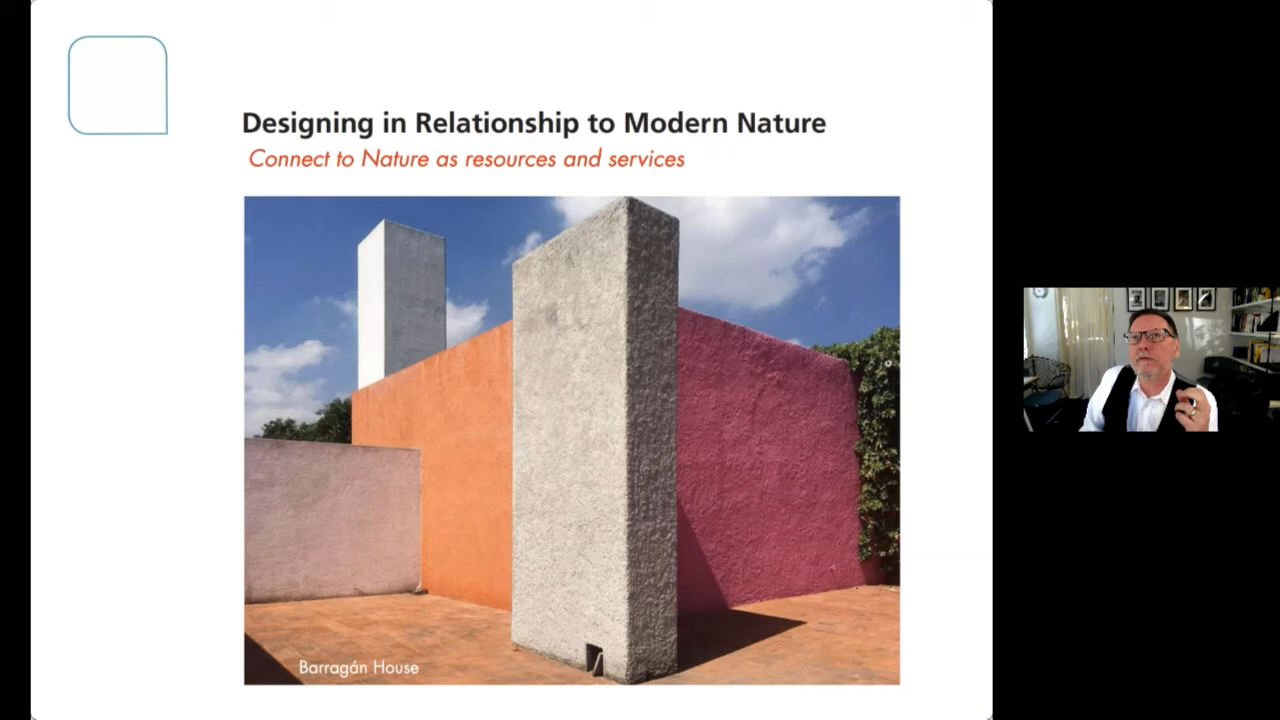 Designing in Relationship to Modern Nature
Connect to Nature as resources and services
Barragán House